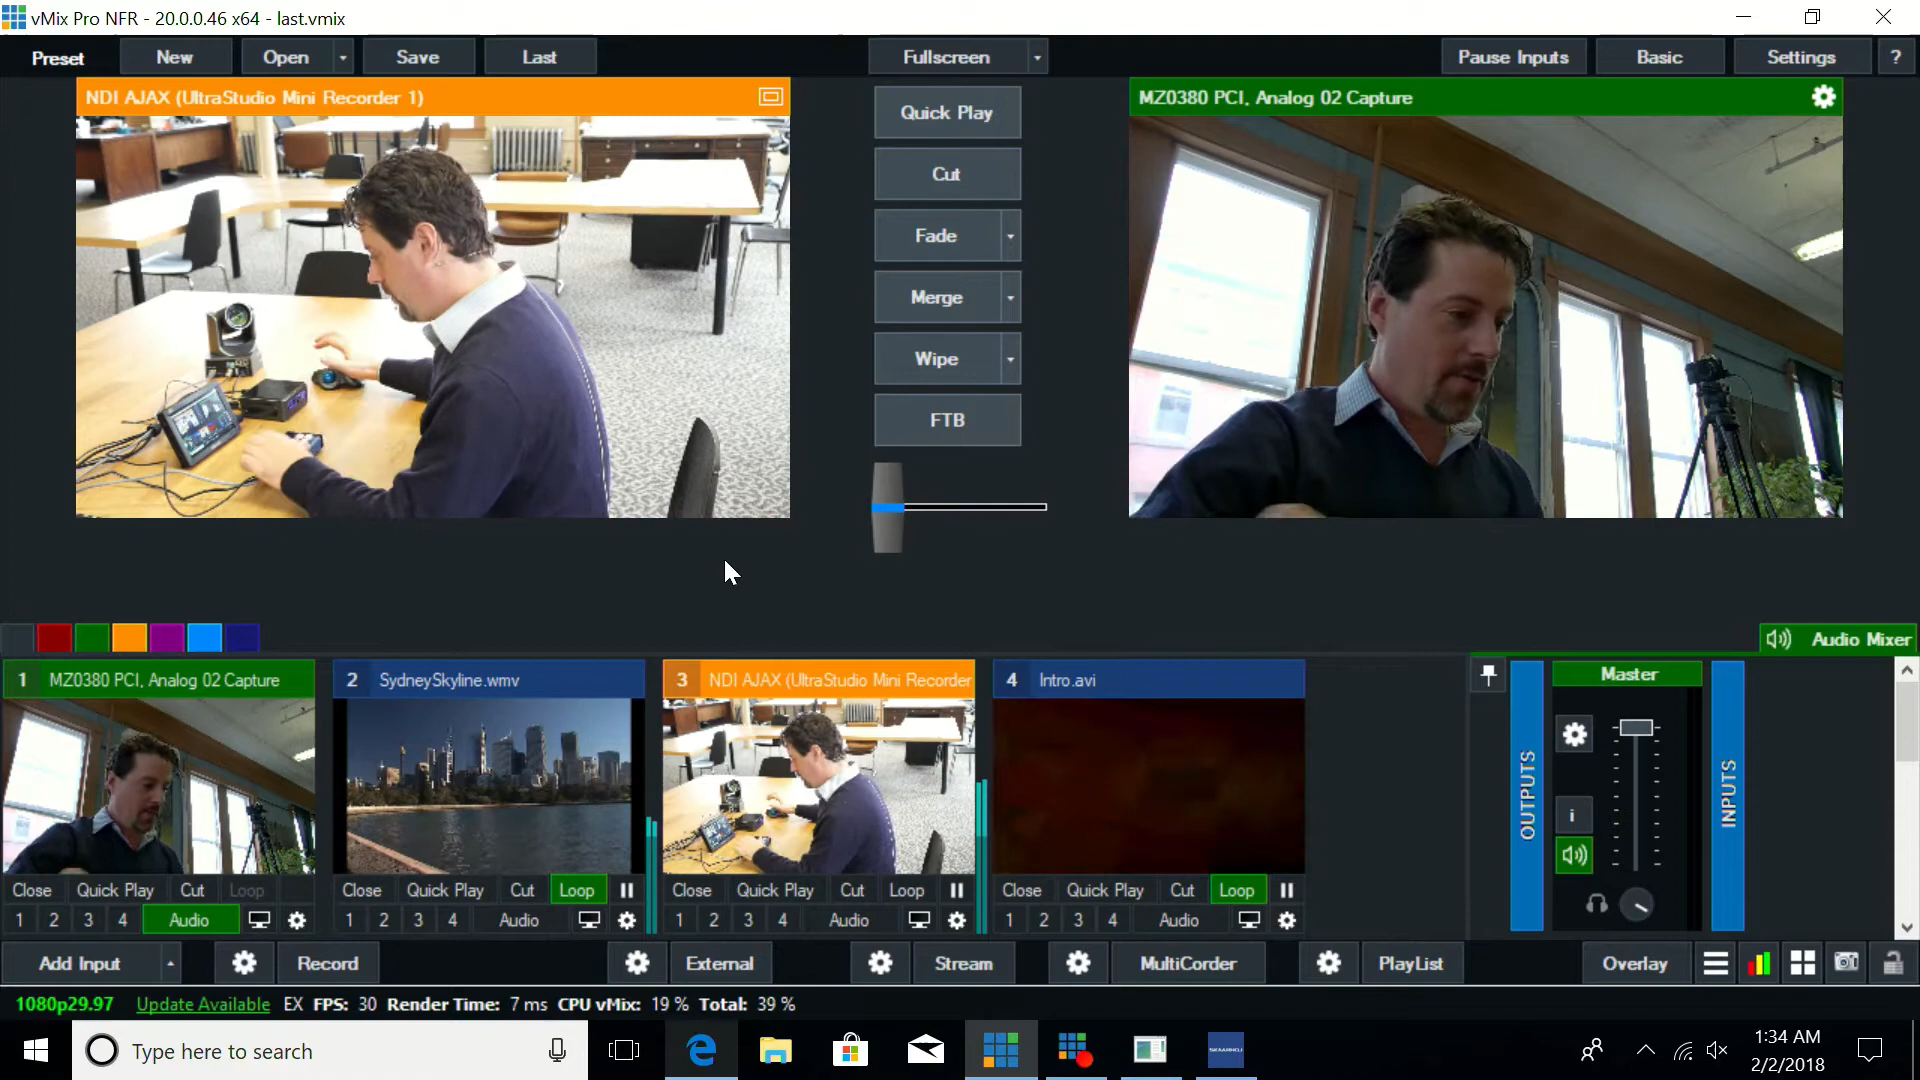 vMix Pro NFR - 20.0.0.46 x64 - last.vmix
Preset New Open Save Last Fullscreen Pause Inputs Basic Settings ?
NDI AJAX (UltraStudio Mini Recorder 1)
MZ0380 PCI, Analog 02 Capture
Quick Play
Cut
Fade
Merge
Wipe
FTB
Audio Mixer
1 MZ0380 PCI, Analog 02 Capture
2 SydneySkyline.wmv
3 NDI AJAX (UltraStudio Mini Recorder
4 Intro.avi
Master
OUTPUTS
INPUTS
i
Close Quick Play Cut Loop
Close Quick Play Cut Loop
Close Quick Play Cut Loop
Close Quick Play Cut Loop
1 2 3 4 Audio
1 2 3 4 Audio
1 2 3 4 Audio
1 2 3 4 Audio
Add Input Record External Stream MultiCorder PlayList Overlay
1080p29.97 Update Available EX FPS: 30 Render Time: 7 ms CPU vMix: 19 % Total: 39 %
Type here to search
SKAARHOJ
1:34 AM
2/2/2018